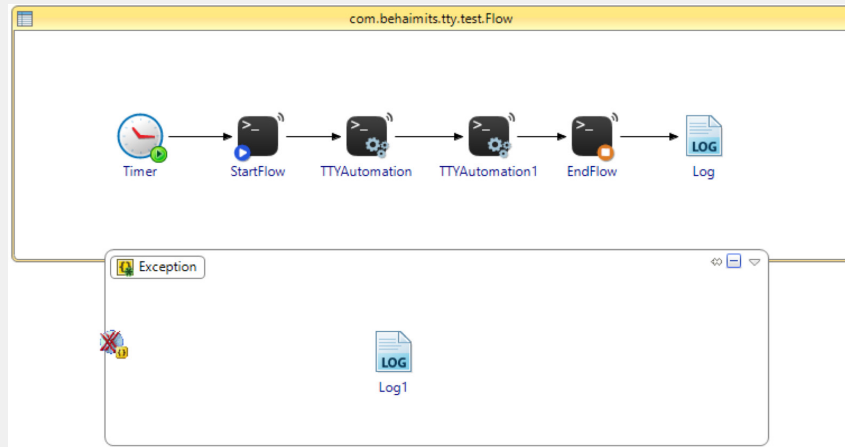 com.behaimits.tty.test.Flow
>_
>_
>_
>_
LOG
Timer
StartFlow
TTYAutomation
TTYAutomation1
EndFlow
Log
{}
Exception
{}
LOG
Log1